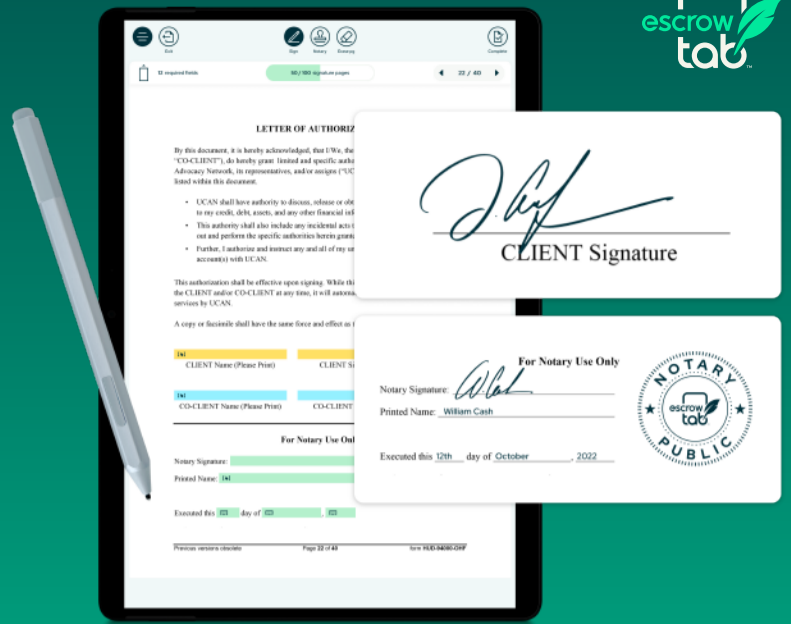 escrow
tab
Exit
Sign
Notary
Erase
Complete
12 required fields
50/100 signature pages
22 / 40
LETTER OF AUTHORIZ
By this document, it is hereby acknowledged, that I/We, the
"CO-CLIENT"), do hereby grant limited and specific autho
Advocacy Network, its representatives, and/or assigns ("UC
listed within this document.
• UCAN shall have authority to discuss, release or obt
to my credit, debt, assets, and any other financial inf
• This authority shall also include any incidental acts
out and perform the specific authorities herein grante
• Further, I authorize and instruct any and all of my
account(s) with UCAN.
This authorization shall be effective upon signing. While thi
the CLIENT and/or CO-CLIENT at any time, it will automa
services by UCAN.
A copy or facsimile shall have the same force and effect as
CLIENT Name (Please Print)
CLIENT Si
CO-CLIENT Name (Please Print)
CO-CLIENT
For Notary Use Onl
Notary Signature:
Printed Name:
Executed this day of ,
Previous versions obsolete
Page 22 of 40
form HUD-94000-OHF
CLIENT Signature
For Notary Use Only
Notary Signature:
Printed Name: William Cash
Executed this 12th day of October , 2022
NOTARY
escrow
tab
PUBLIC